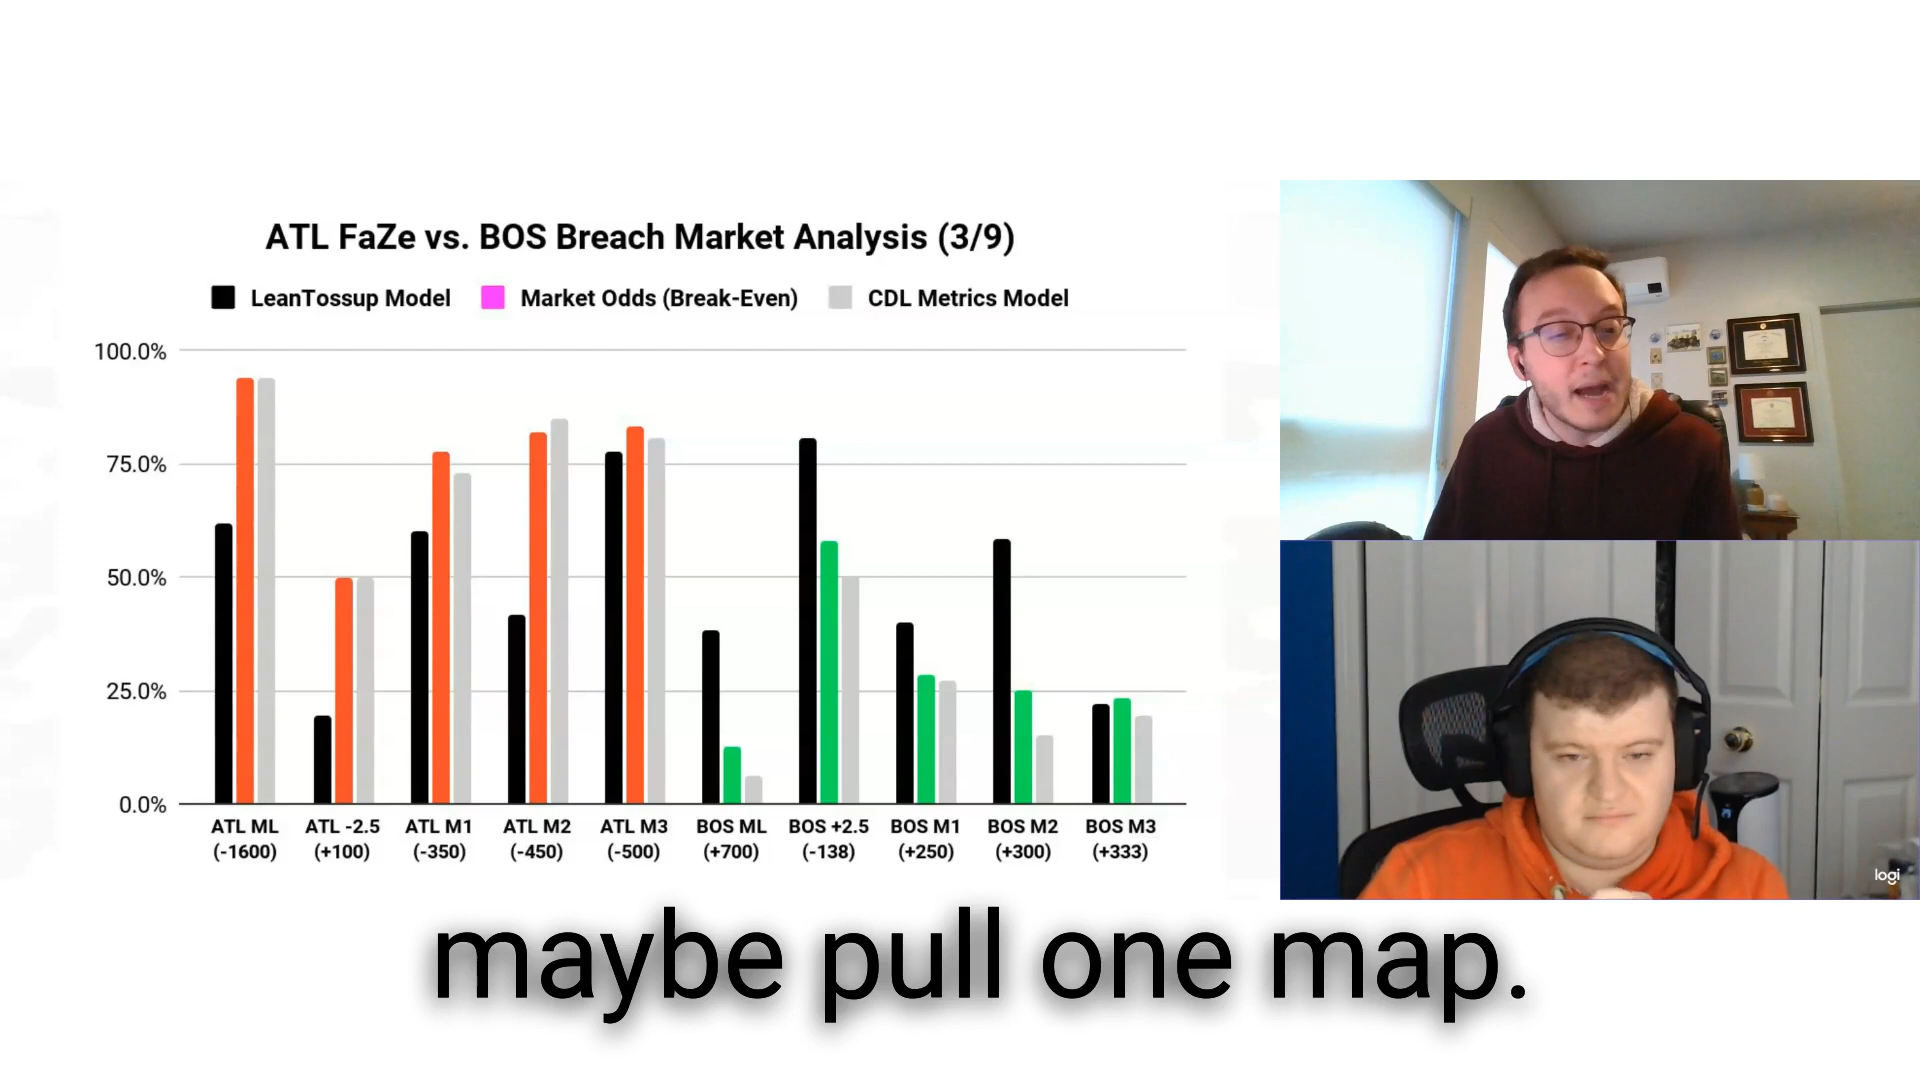 ATL FaZe vs. BOS Breach Market Analysis (3/9)
LeanTossup Model Market Odds (Break-Even) CDL Metrics Model
100.0%
75.0%
50.0%
25.0%
0.0%
ATL ML ATL -2.5 ATL M1 ATL M2 ATL M3 BOS ML BOS +2.5 BOS M1 BOS M2 BOS M3
(-1600) (+100) (-350) (-450) (-500) (+700) (-138) (+250) (+300) (+333)
logi
maybe pull one map.